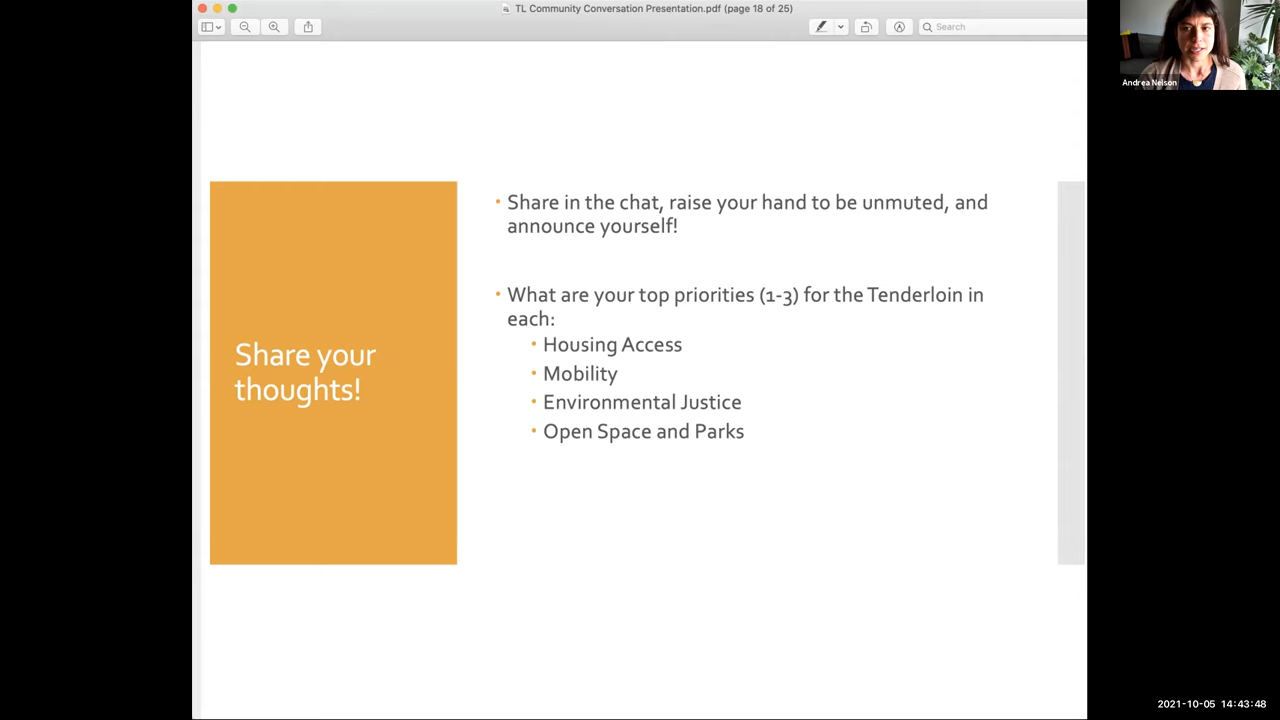 TL Community Conversation Presentation.pdf (page 18 of 25)
Search
Andrea Nelson
Share your
thoughts!
• Share in the chat, raise your hand to be unmuted, and
announce yourself!
• What are your top priorities (1-3) for the Tenderloin in
each:
• Housing Access
• Mobility
• Environmental Justice
• Open Space and Parks
2021-10-05 14:43:48